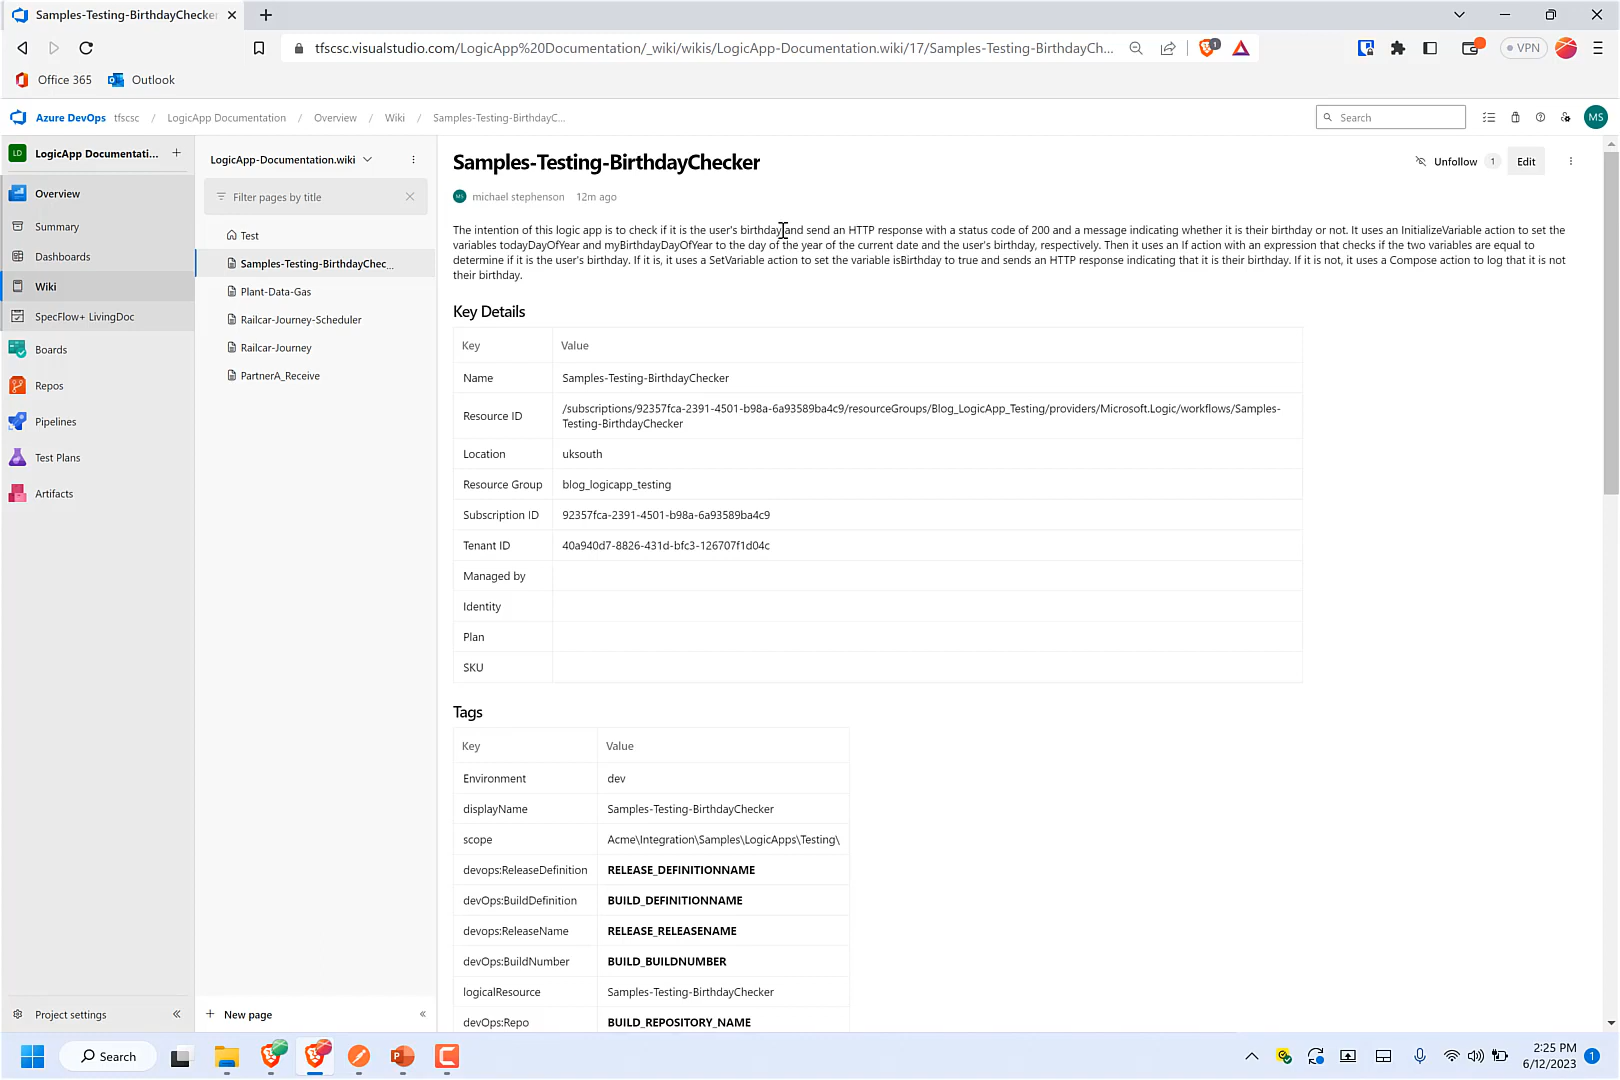 Samples-Testing-BirthdayChecker
tfscsc.visualstudio.com/LogicApp%20Documentation/_wiki/wikis/LogicApp-Documentation.wiki/17/Samples-Testing-BirthdayCh...
1
VPN
Office 365
Outlook
Azure DevOps
tfscsc / LogicApp Documentation / Overview / Wiki / Samples-Testing-BirthdayC...
Search
MS
LD
LogicApp Documentati...
Overview
Summary
Dashboards
Wiki
SpecFlow+ LivingDoc
Boards
Repos
Pipelines
Test Plans
Artifacts
Project settings
LogicApp-Documentation.wiki
Filter pages by title
Test
Samples-Testing-BirthdayChec...
Plant-Data-Gas
Railcar-Journey-Scheduler
Railcar-Journey
PartnerA_Receive
New page
Samples-Testing-BirthdayChecker
Unfollow 1
Edit
MS michael stephenson 12m ago
The intention of this logic app is to check if it is the user's birthday and send an HTTP response with a status code of 200 and a message indicating whether it is their birthday or not. It uses an InitializeVariable action to set the
variables todayDayOfYear and myBirthdayDayOfYear to the day of the year of the current date and the user's birthday, respectively. Then it uses an If action with an expression that checks if the two variables are equal to
determine if it is the user's birthday. If it is, it uses a SetVariable action to set the variable isBirthday to true and sends an HTTP response indicating that it is their birthday. If it is not, it uses a Compose action to log that it is not
their birthday.
Key Details
Key Value
Name Samples-Testing-BirthdayChecker
Resource ID /subscriptions/92357fca-2391-4501-b98a-6a93589ba4c9/resourceGroups/Blog_LogicApp_Testing/providers/Microsoft.Logic/workflows/Samples-
Testing-BirthdayChecker
Location uksouth
Resource Group blog_logicapp_testing
Subscription ID 92357fca-2391-4501-b98a-6a93589ba4c9
Tenant ID 40a940d7-8826-431d-bfc3-126707f1d04c
Managed by
Identity
Plan
SKU
Tags
Key Value
Environment dev
displayName Samples-Testing-BirthdayChecker
scope Acme\Integration\Samples\LogicApps\Testing\
devops:ReleaseDefinition RELEASE_DEFINITIONNAME
devOps:BuildDefinition BUILD_DEFINITIONNAME
devops:ReleaseName RELEASE_RELEASENAME
devOps:BuildNumber BUILD_BUILDNUMBER
logicalResource Samples-Testing-BirthdayChecker
devOps:Repo BUILD_REPOSITORY_NAME
Search
P
C
2:25 PM
6/12/2023
1